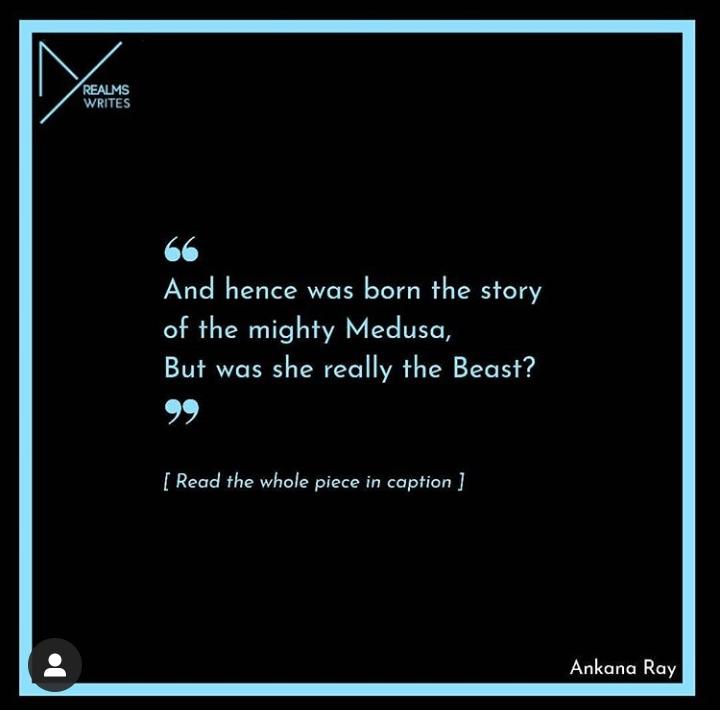 REALMS
WRITES
“
And hence was born the story
of the mighty Medusa,
But was she really the Beast?
”
[ Read the whole piece in caption ]
Ankana Ray